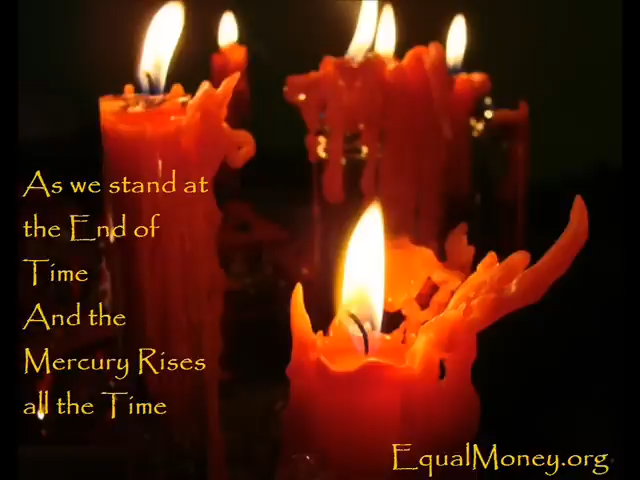 As we stand at
the End of
Time
And the
Mercury Rises
all the Time
EqualMoney.org